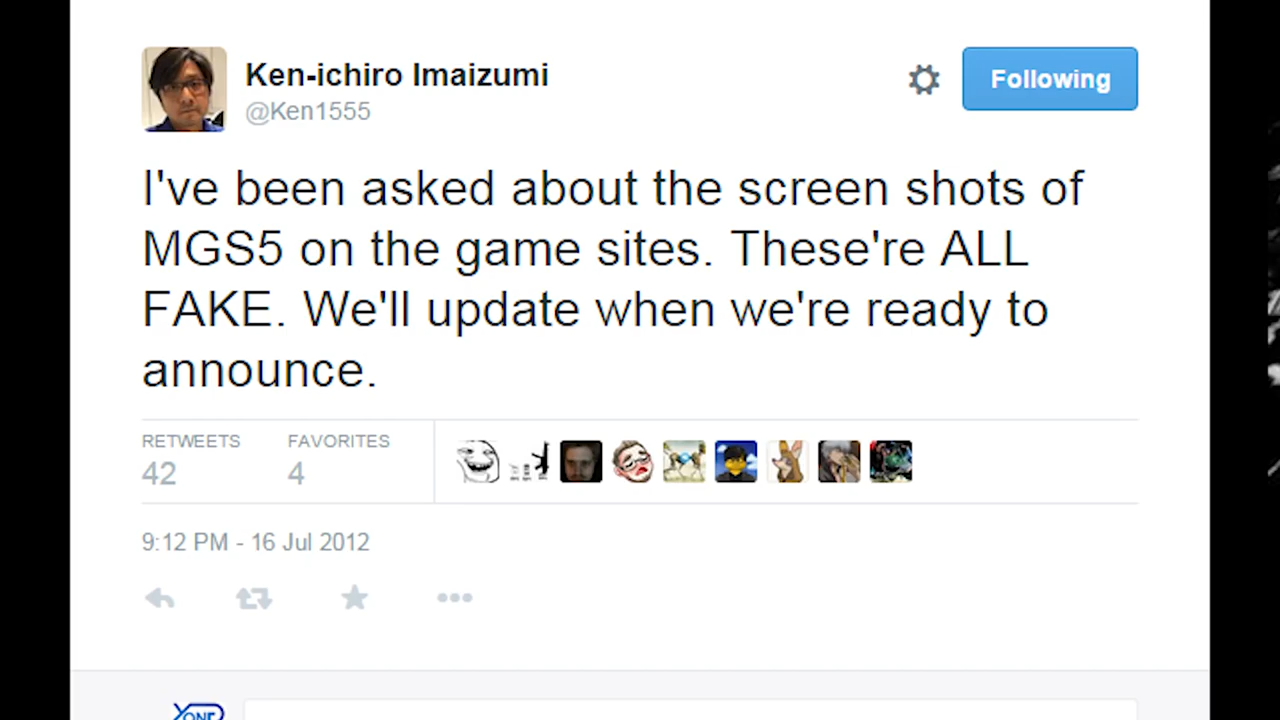 Ken-ichiro Imaizumi
@Ken1555
Following
I've been asked about the screen shots of
MGS5 on the game sites. These're ALL
FAKE. We'll update when we're ready to
announce.
RETWEETS FAVORITES
42 4
9:12 PM - 16 Jul 2012